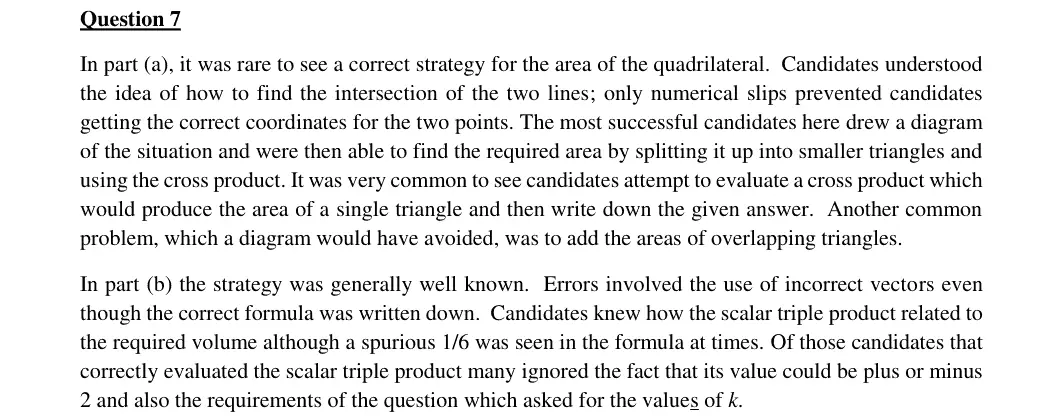 Question 7
In part (a), it was rare to see a correct strategy for the area of the quadrilateral.  Candidates understood
the idea of how to find the intersection of the two lines; only numerical slips prevented candidates
getting the correct coordinates for the two points. The most successful candidates here drew a diagram
of the situation and were then able to find the required area by splitting it up into smaller triangles and
using the cross product. It was very common to see candidates attempt to evaluate a cross product which
would produce the area of a single triangle and then write down the given answer.  Another common
problem, which a diagram would have avoided, was to add the areas of overlapping triangles.
In part (b) the strategy was generally well known.  Errors involved the use of incorrect vectors even
though the correct formula was written down.  Candidates knew how the scalar triple product related to
the required volume although a spurious 1/6 was seen in the formula at times. Of those candidates that
correctly evaluated the scalar triple product many ignored the fact that its value could be plus or minus
2 and also the requirements of the question which asked for the values of k.